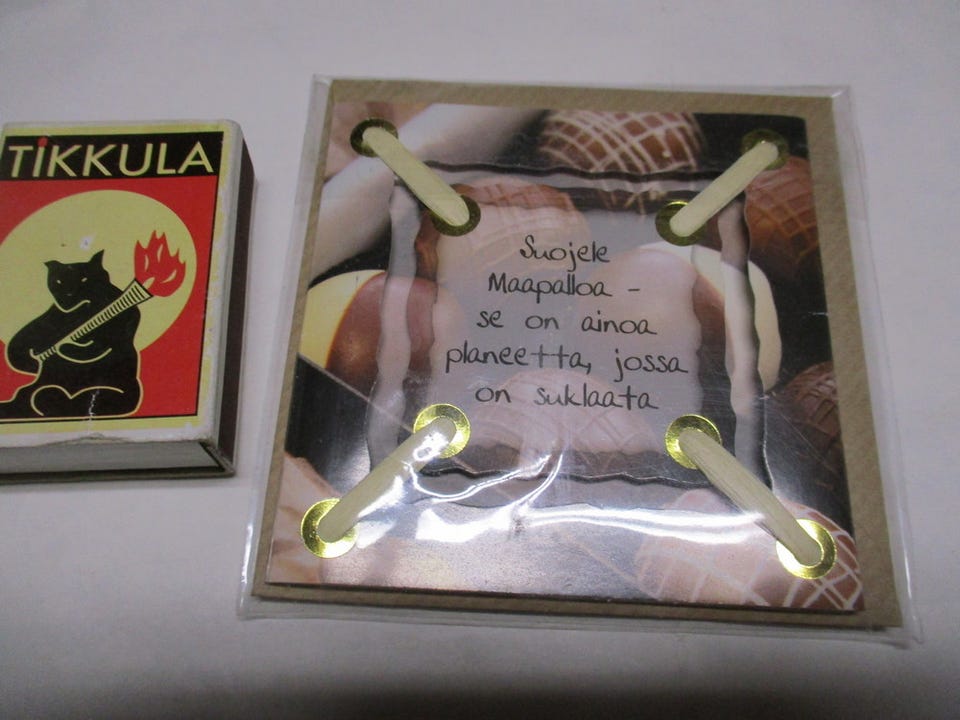 TiKKULA
Suojele
Maapalloa -
se on ainoa
planeetta, jossa
on suklaata